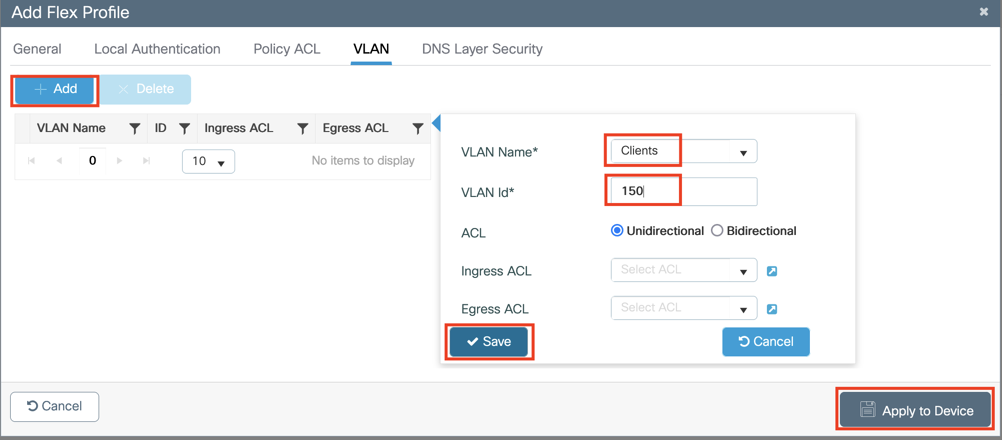 Add Flex Profile
General Local Authentication Policy ACL VLAN DNS Layer Security
Add Delete
VLAN Name ID Ingress ACL Egress ACL
0 10 No items to display
VLAN Name* Clients
VLAN Id* 150
ACL Unidirectional Bidirectional
Ingress ACL Select ACL
Egress ACL Select ACL
Save Cancel
Cancel Apply to Device